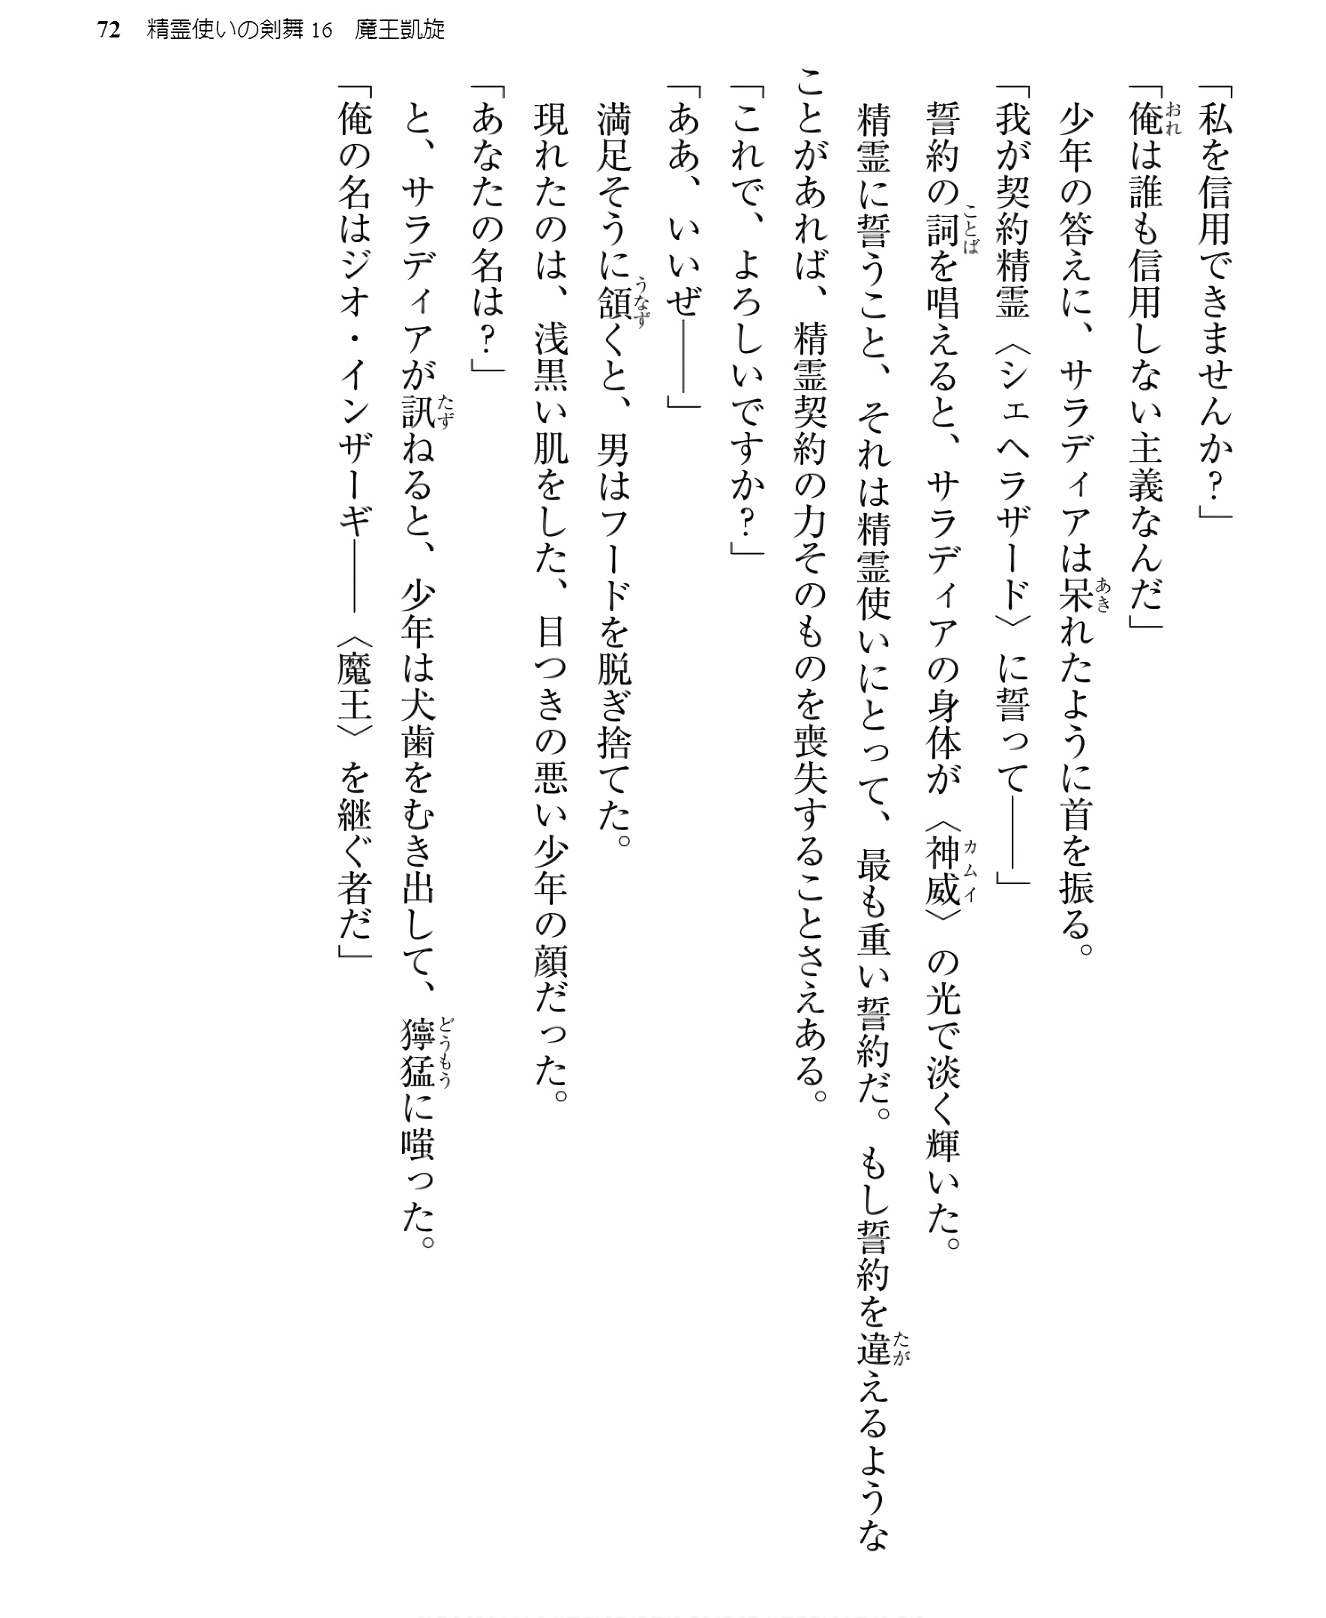 72　精霊使いの剣舞16　魔王凱旋
「私を信用できませんか？」
「俺は誰も信用しない主義なんだ」
　少年の答えに、サラディアは呆れたように首を振る。
「我が契約精霊〈シェヘラザード〉に誓って――」
　誓約の詞を唱えると、サラディアの身体が〈神威〉の光で淡く輝いた。
　精霊に誓うこと、それは精霊使いにとって、最も重い誓約だ。もし誓約を違えるような
ことがあれば、精霊契約の力そのものを喪失することさえある。
「これで、よろしいですか？」
「ああ、いいぜ――」
　満足そうに頷くと、男はフードを脱ぎ捨てた。
　現れたのは、浅黒い肌をした、目つきの悪い少年の顔だった。
「あなたの名は？」
　と、サラディアが訊ねると、少年は犬歯をむき出して、獰猛に嗤った。
「俺の名はジオ・インザーギ――〈魔王〉を継ぐ者だ」